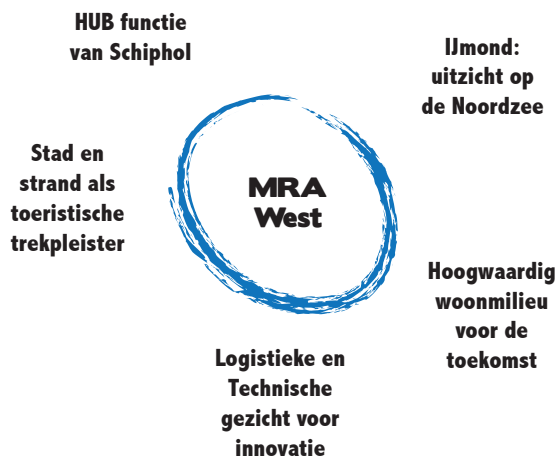 HUB functie
van Schiphol
IJmond:
uitzicht op
de Noordzee
Stad en
strand als
toeristische
trekpleister
MRA
West
Hoogwaardig
woonmilieu
voor de
toekomst
Logistieke en
Technische
gezicht voor
innovatie